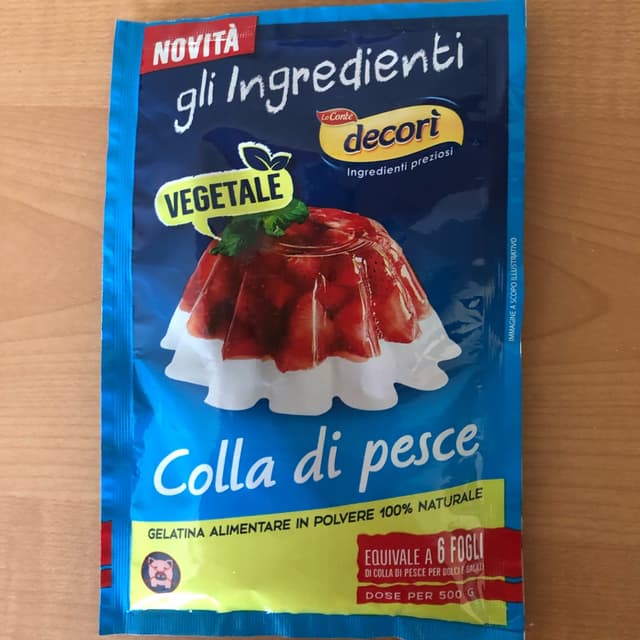 NOVITÀ
gli Ingredienti
Le Conte
decorì
Ingredienti preziosi
VEGETALE
IMMAGINE A SCOPO ILLUSTRATIVO
Colla di pesce
GELATINA ALIMENTARE IN POLVERE 100% NATURALE
EQUIVALE A 6 FOGLI
DI COLLA DI PESCE PER DOLCI E SALATI
DOSE PER 500 G